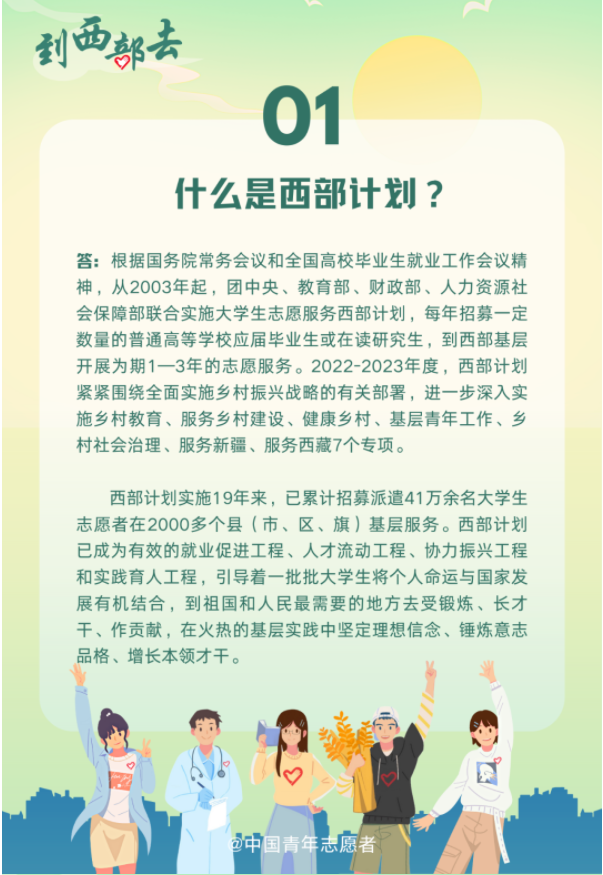 到西部去
01
什么是西部计划？
答：根据国务院常务会议和全国高校毕业生就业工作会议精
神，从2003年起，团中央、教育部、财政部、人力资源社
会保障部联合实施大学生志愿服务西部计划，每年招募一定
数量的普通高等学校应届毕业生或在读研究生，到西部基层
开展为期1—3年的志愿服务。2022-2023年度，西部计划
紧紧围绕全面实施乡村振兴战略的有关部署，进一步深入实
施乡村教育、服务乡村建设、健康乡村、基层青年工作、乡
村社会治理、服务新疆、服务西藏7个专项。
西部计划实施19年来，已累计招募派遣41万余名大学生
志愿者在2000多个县（市、区、旗）基层服务。西部计划
已成为有效的就业促进工程、人才流动工程、协力振兴工程
和实践育人工程，引导着一批批大学生将个人命运与国家发
展有机结合，到祖国和人民最需要的地方去受锻炼、长才
干、作贡献，在火热的基层实践中坚定理想信念、锤炼意志
品格、增长本领才干。
@中国青年志愿者